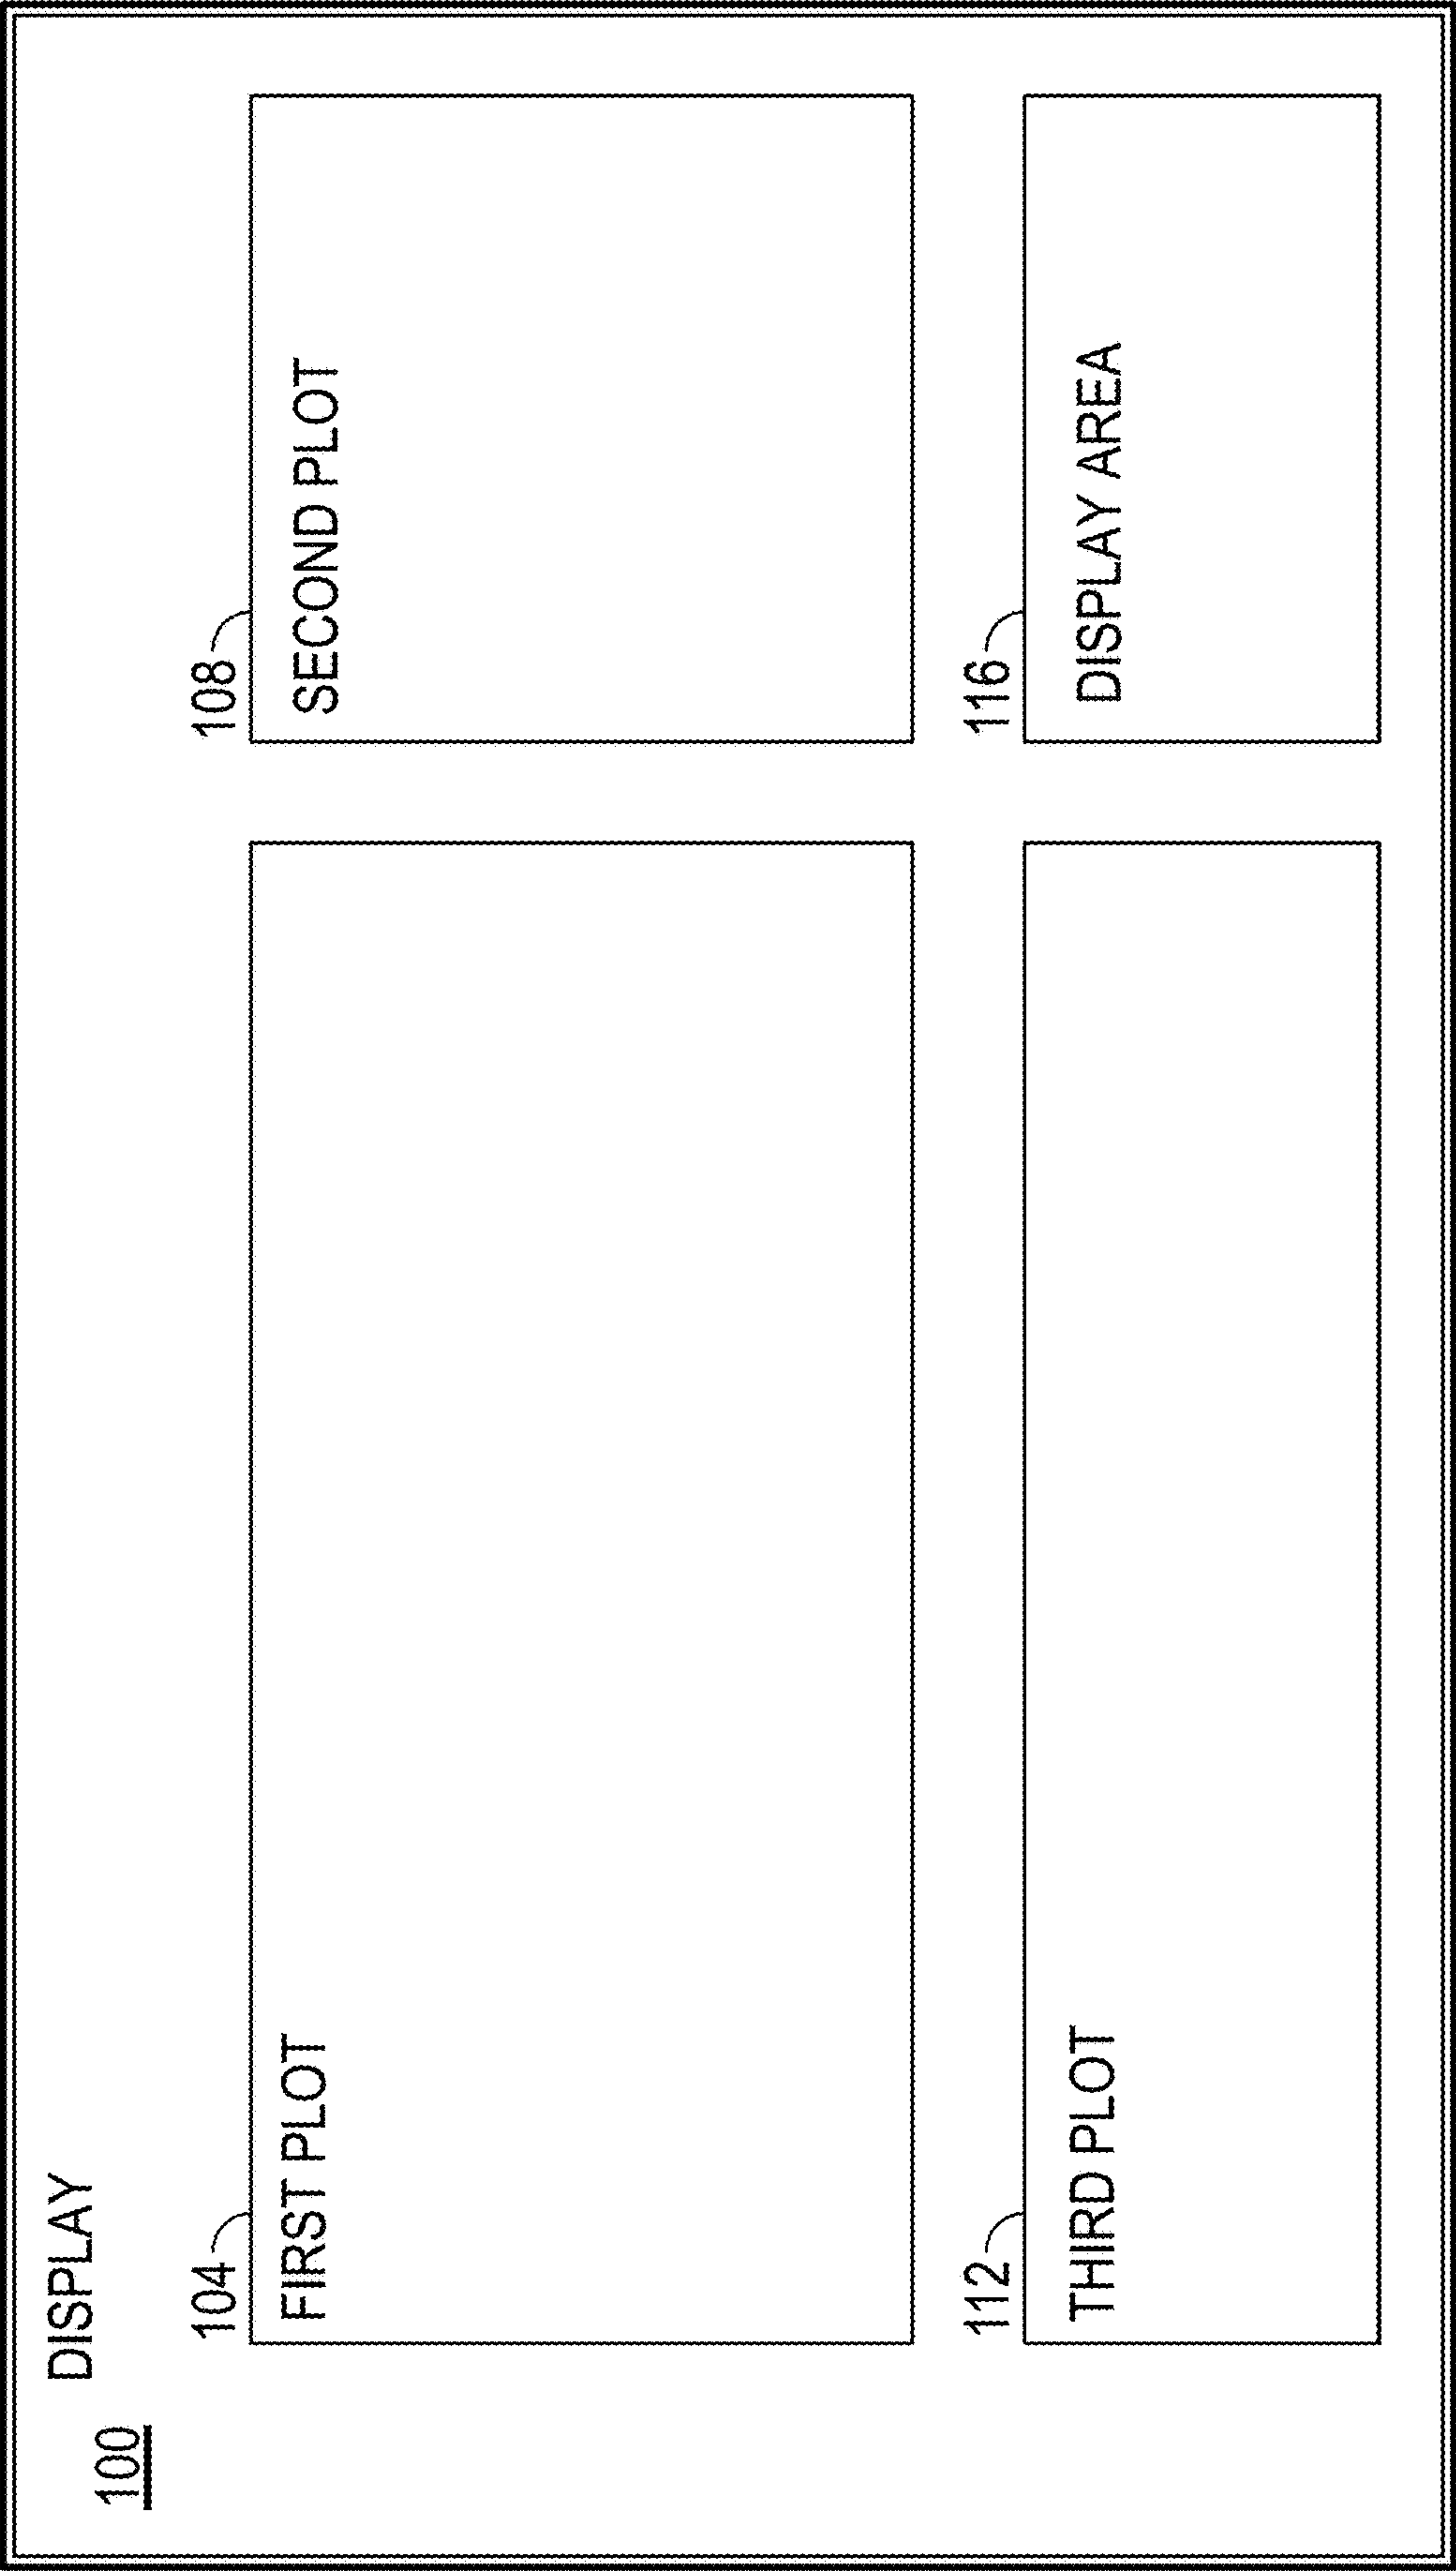 DISPLAY
100
104
FIRST PLOT
108
SECOND PLOT
112
THIRD PLOT
116
DISPLAY AREA